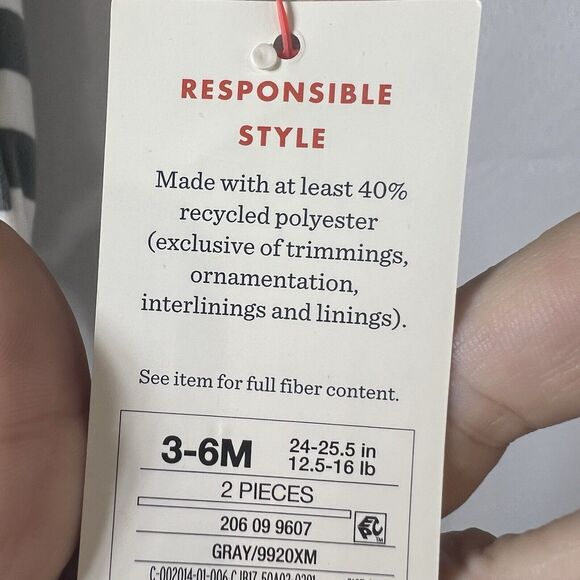 RESPONSIBLE
STYLE
Made with at least 40%
recycled polyester
(exclusive of trimmings,
ornamentation,
interlinings and linings).
See item for full fiber content.
3-6M 24-25.5 in
12.5-16 lb
2 PIECES
206 09 9607
GRAY/9920XM